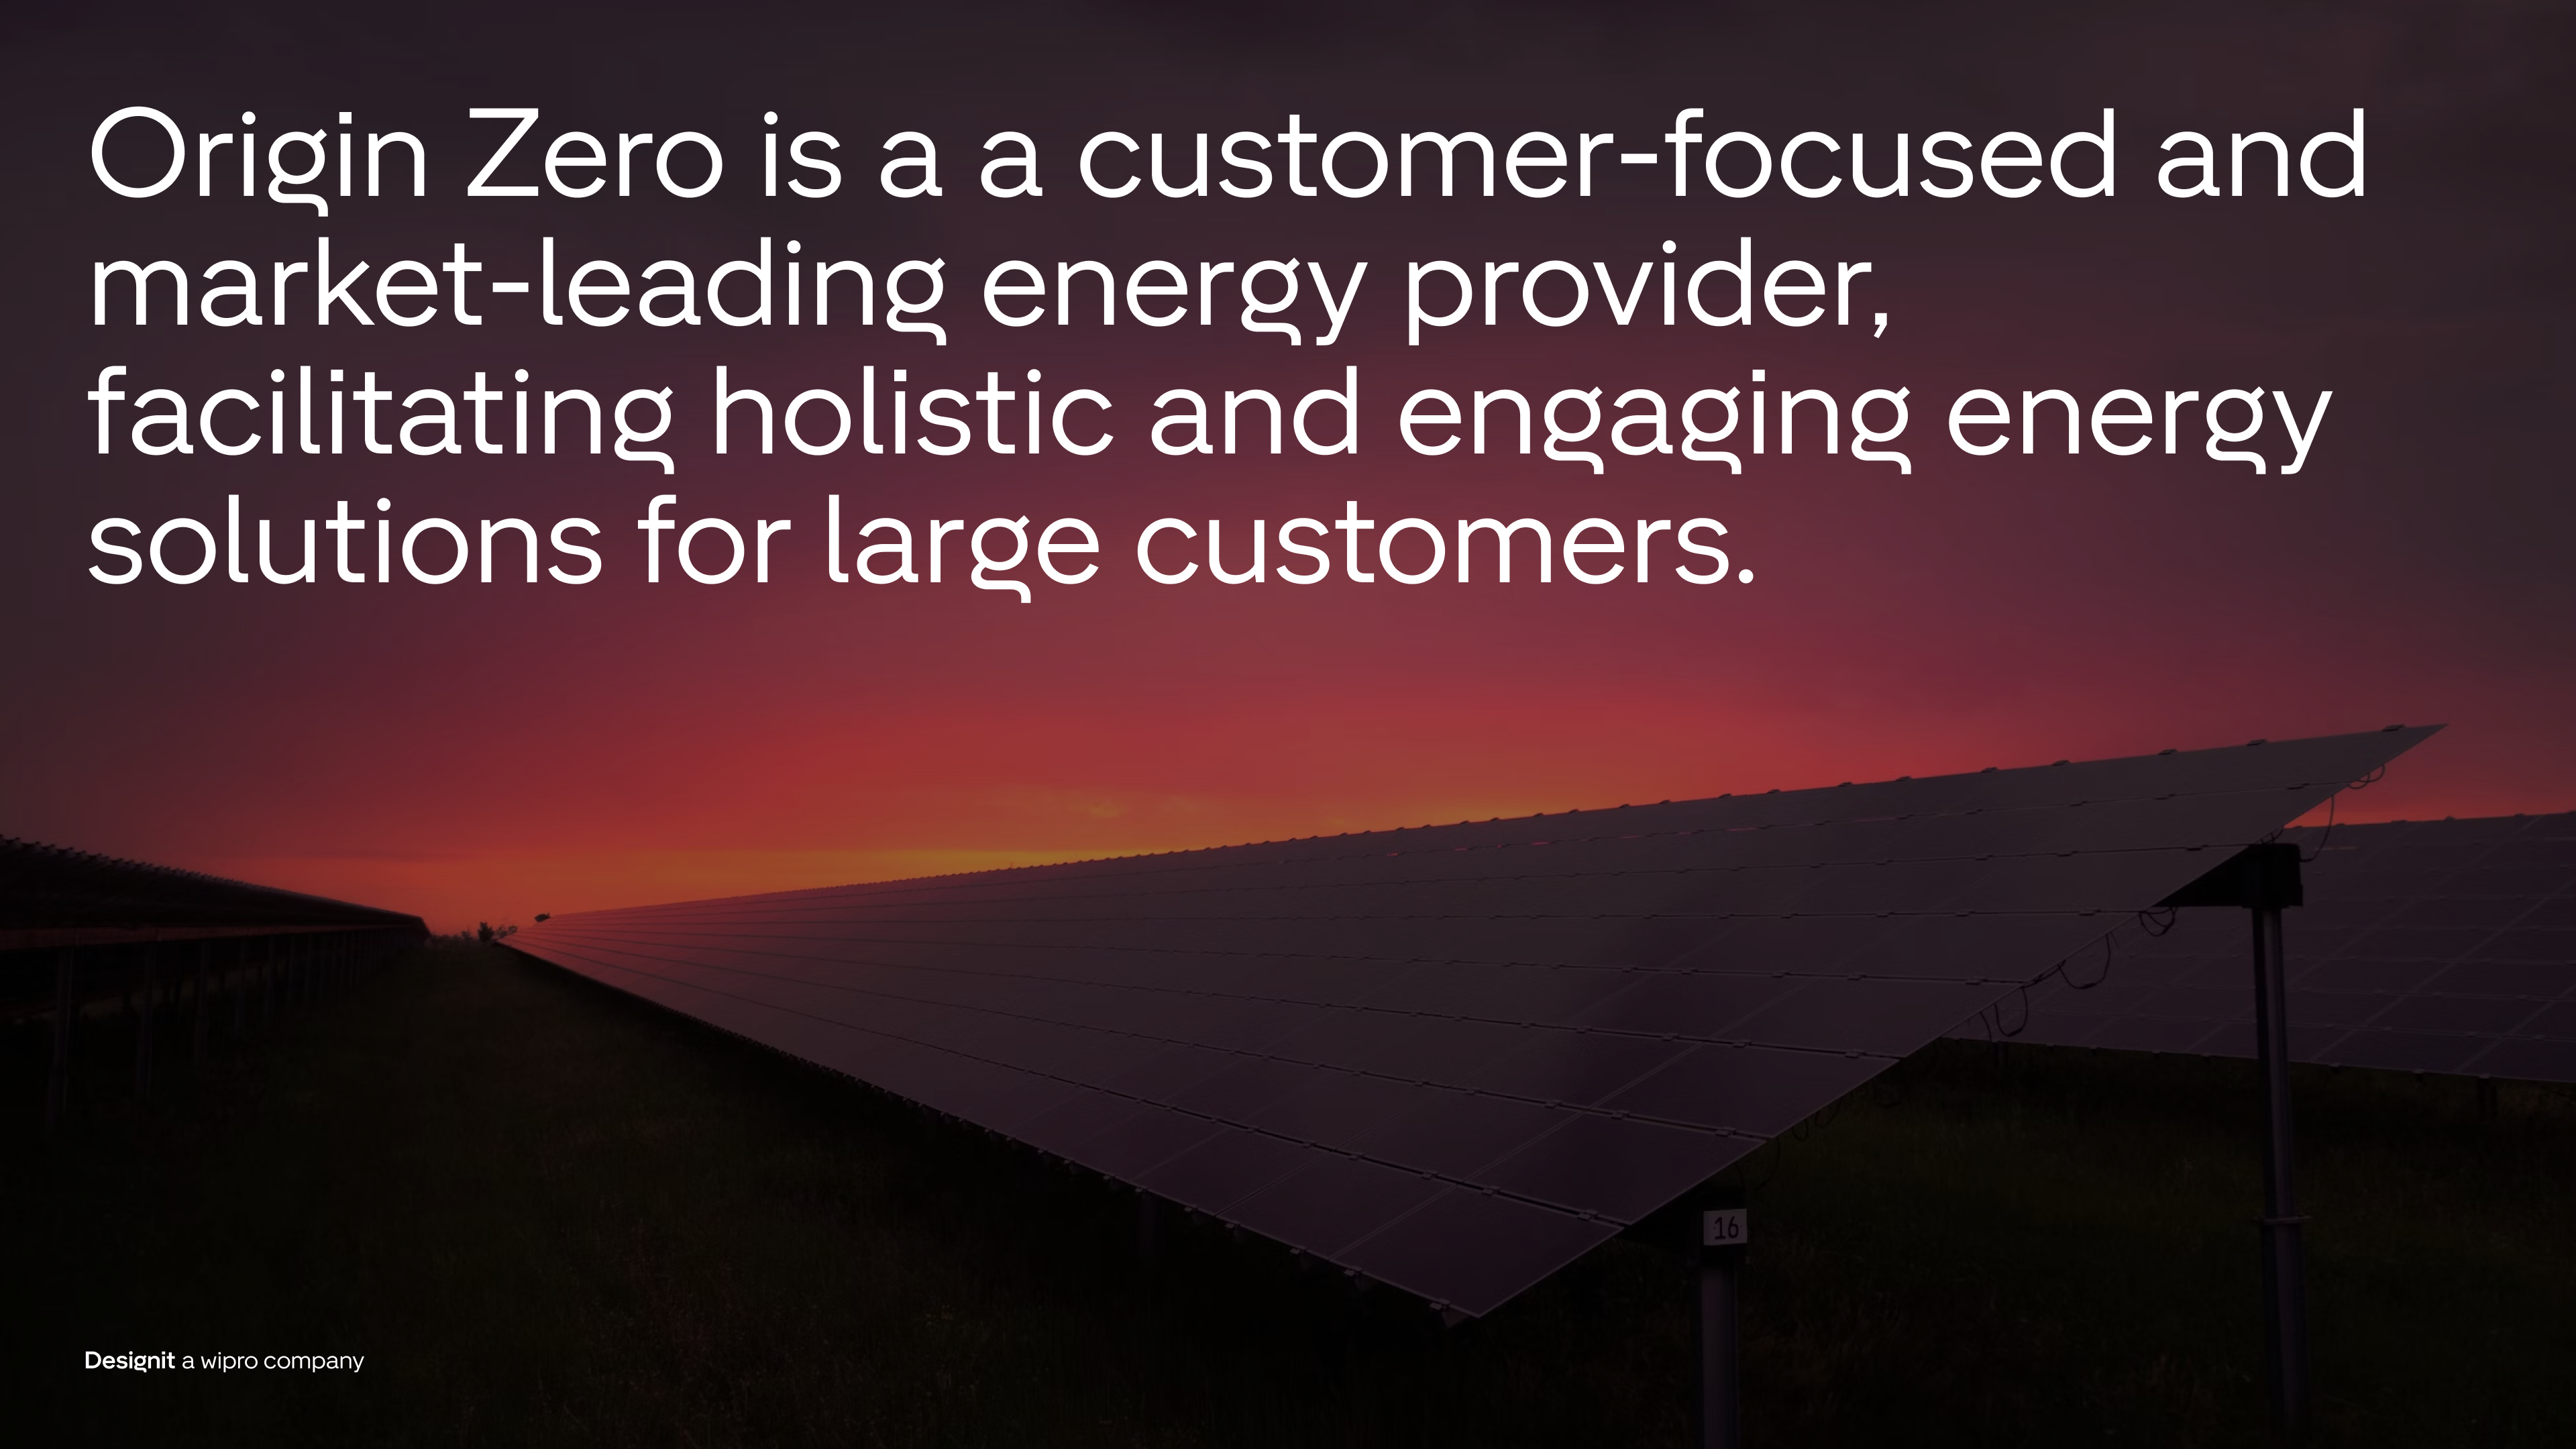 Origin Zero is a a customer-focused and
market-leading energy provider,
facilitating holistic and engaging energy
solutions for large customers.
16
Designit a wipro company